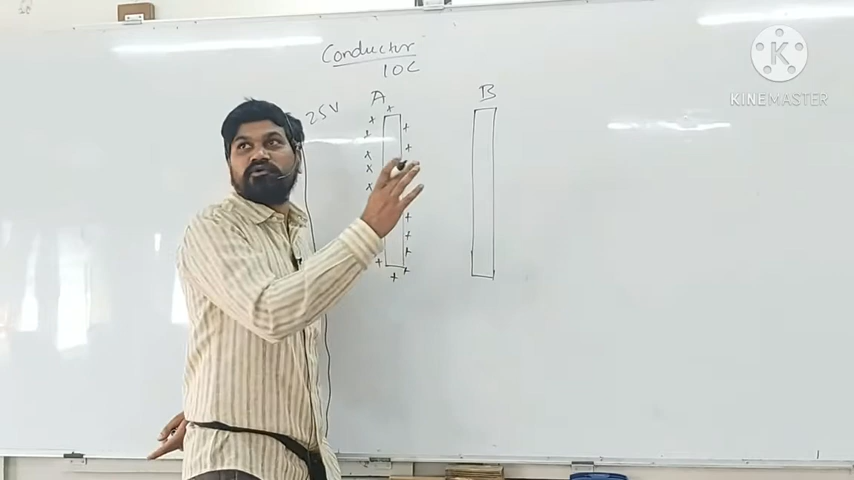 Conductor
10C
25V
A
B
K
KINEMASTER